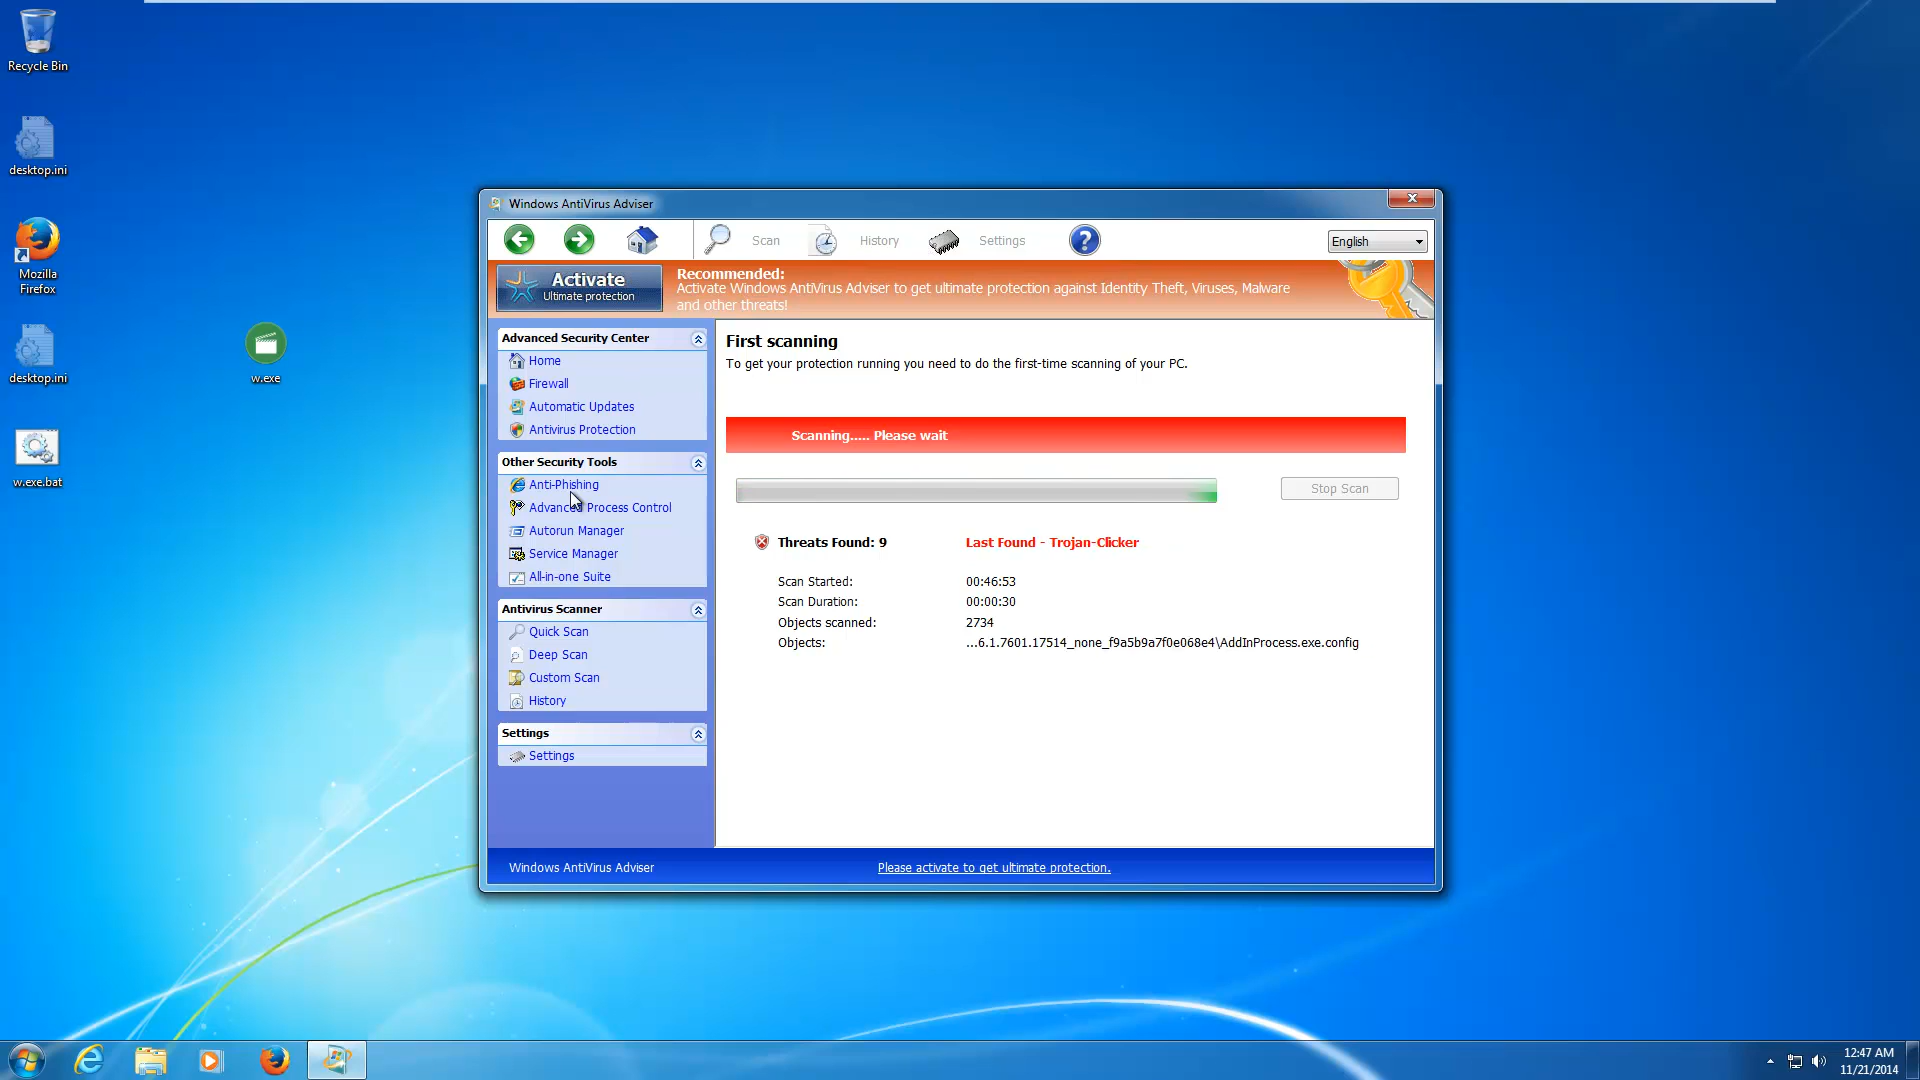 Recycle Bin
desktop.ini
Mozilla
Firefox
desktop.ini
w.exe.bat
w.exe
Windows AntiVirus Adviser
Scan
History
Settings
English
Activate
Ultimate protection
Recommended:
Activate Windows AntiVirus Adviser to get ultimate protection against Identity Theft, Viruses, Malware
and other threats!
Advanced Security Center
Home
Firewall
Automatic Updates
Antivirus Protection
Other Security Tools
Anti-Phishing
Advanced Process Control
Autorun Manager
Service Manager
All-in-one Suite
Antivirus Scanner
Quick Scan
Deep Scan
Custom Scan
History
Settings
Settings
First scanning
To get your protection running you need to do the first-time scanning of your PC.
Scanning..... Please wait
Stop Scan
Threats Found: 9
Last Found - Trojan-Clicker
Scan Started: 00:46:53
Scan Duration: 00:00:30
Objects scanned: 2734
Objects: ...6.1.7601.17514_none_f9a5b9a7f0e068e4\AddInProcess.exe.config
Windows AntiVirus Adviser
Please activate to get ultimate protection.
12:47 AM
11/21/2014